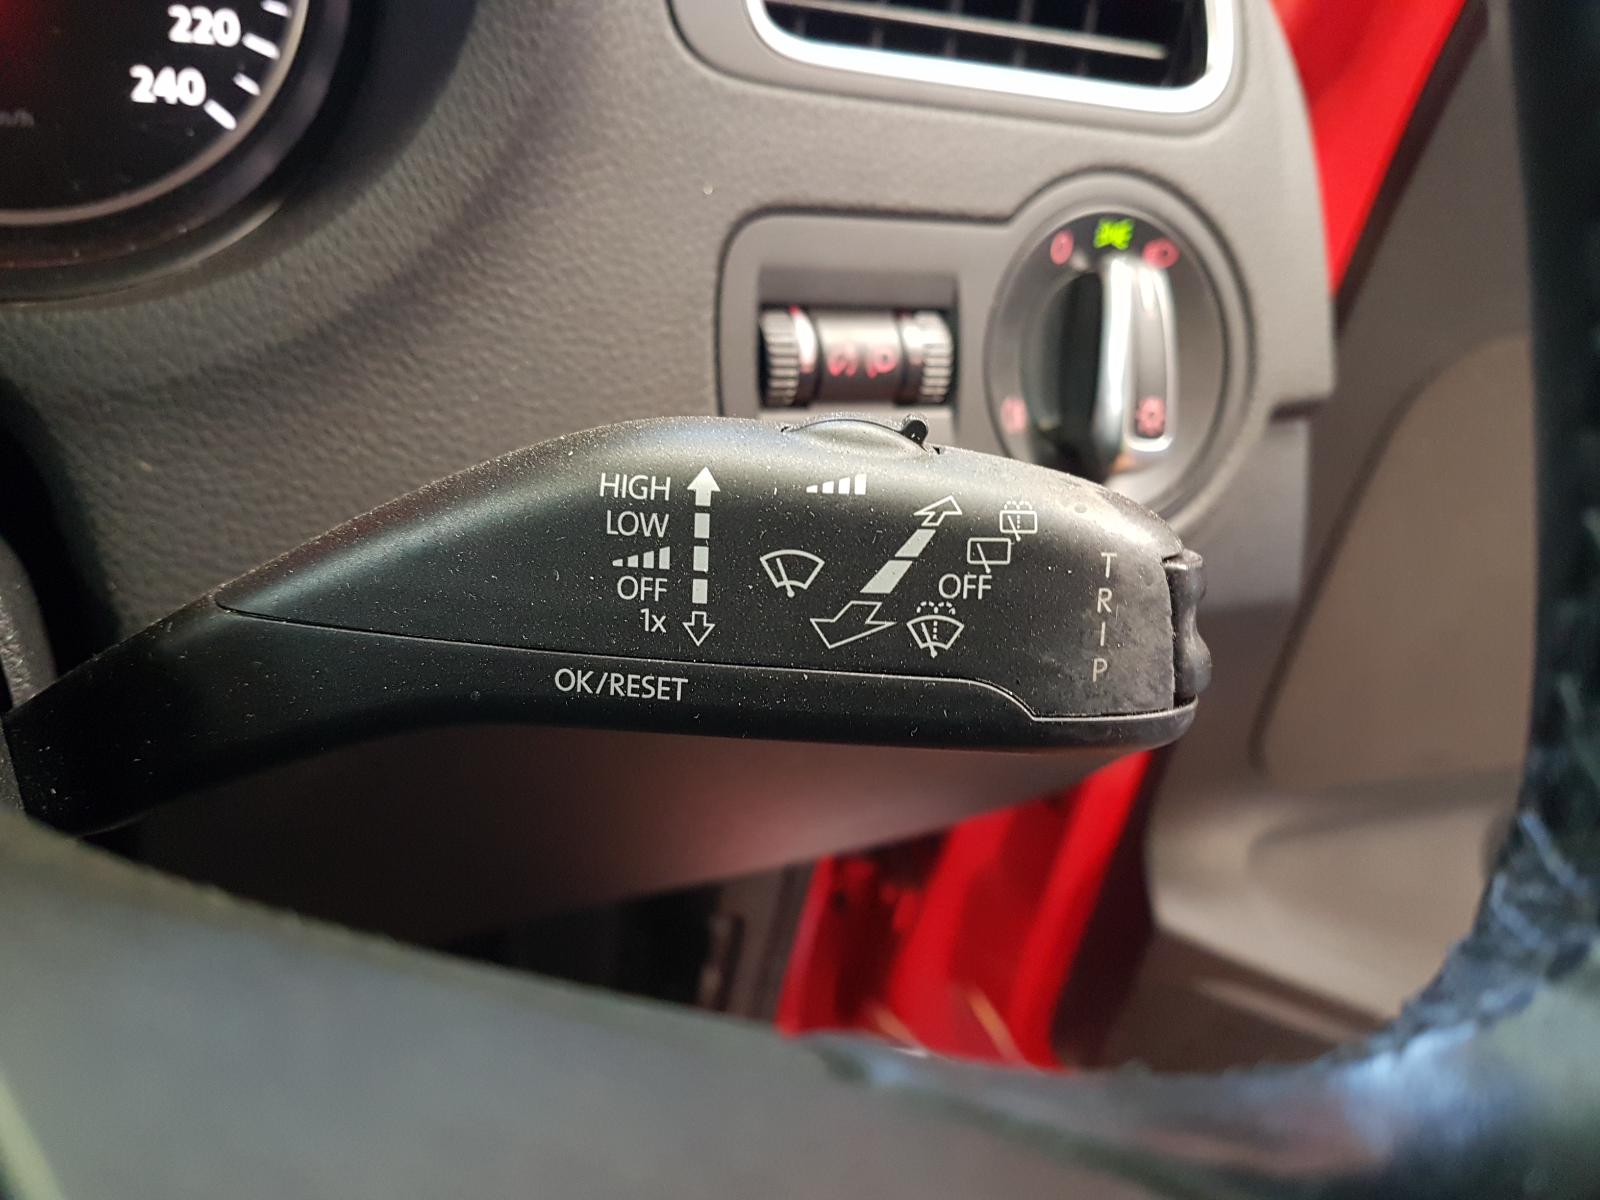 220
240
HIGH
LOW
OFF
1x
OFF
TRIP
OK/RESET